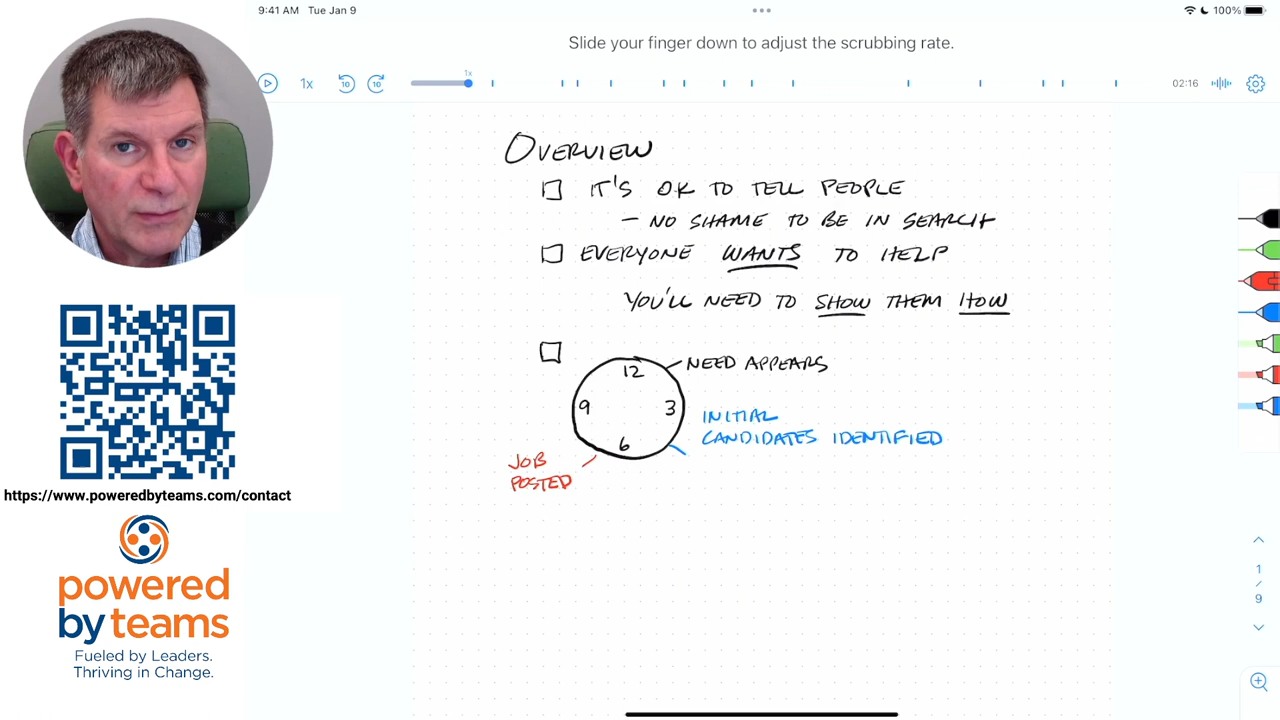 9:41 AM Tue Jan 9
100%
Slide your finger down to adjust the scrubbing rate.
1x
10
10
1x
02:16
OVERVIEW
IT'S OK TO TELL PEOPLE
- NO SHAME TO BE IN SEARCH
EVERYONE WANTS TO HELP
YOU'LL NEED TO SHOW THEM HOW
12
NEED APPEARS
9
3
INITIAL
CANDIDATES IDENTIFIED
6
JOB
POSTED
https://www.poweredbyteams.com/contact
powered
by teams
Fueled by Leaders.
Thriving in Change.
1
/
9